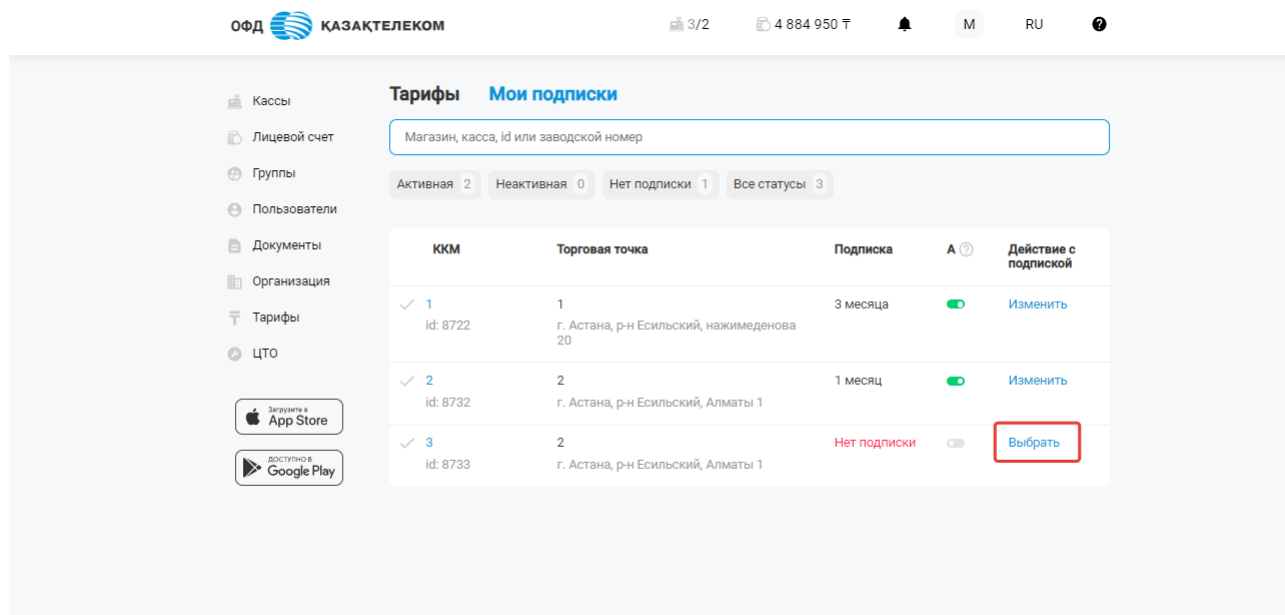 ОФД ҚАЗАҚТЕЛЕКОМ 3/2 4 884 950 ₸ M RU ?
Кассы
Лицевой счет
Группы
Пользователи
Документы
Организация
Тарифы
ЦТО
Загрузите в
App Store
ДОСТУПНО В
Google Play
Тарифы Мои подписки
Магазин, касса, id или заводской номер
Активная 2 Неактивная 0 Нет подписки 1 Все статусы 3
ККМ Торговая точка Подписка А ? Действие с
подпиской
1 1 3 месяца Изменить
id: 8722 г. Астана, р-н Есильский, нажимеденова
20
2 2 1 месяц Изменить
id: 8732 г. Астана, р-н Есильский, Алматы 1
3 2 Нет подписки Выбрать
id: 8733 г. Астана, р-н Есильский, Алматы 1